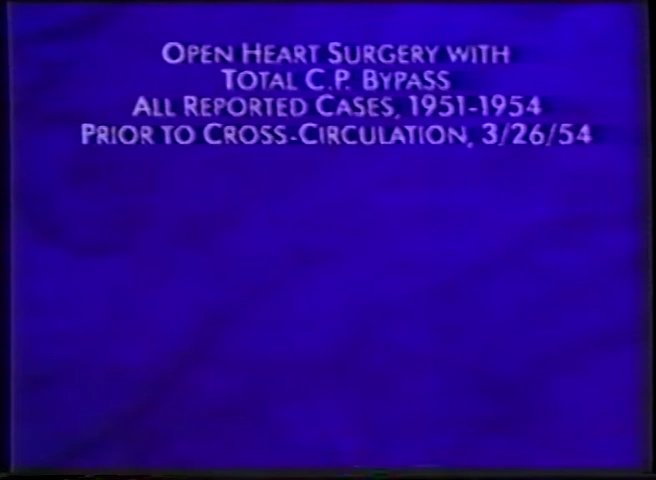 OPEN HEART SURGERY WITH
TOTAL C.P. BYPASS
ALL REPORTED CASES, 1951-1954
PRIOR TO CROSS-CIRCULATION, 3/26/54